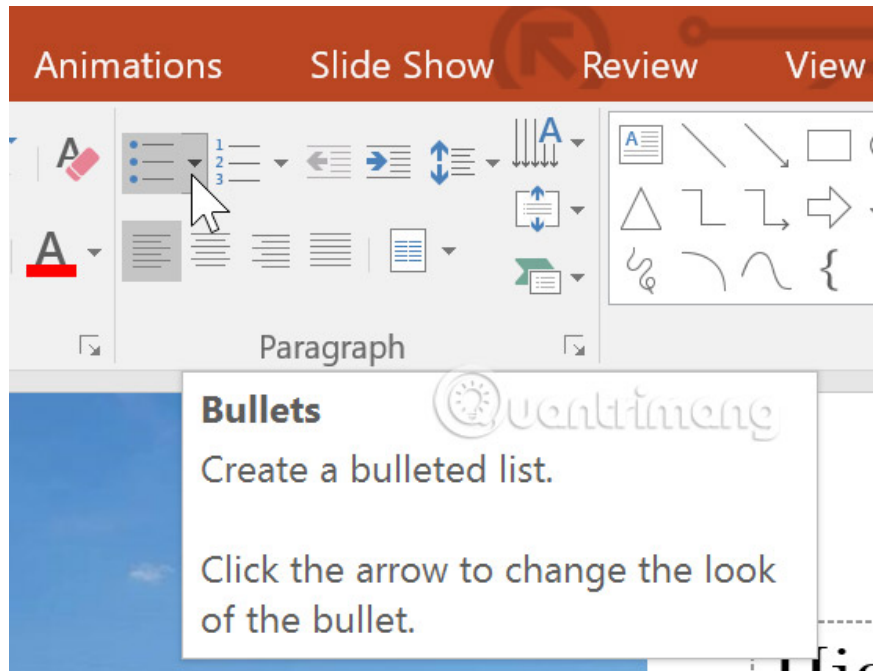 Animations Slide Show Review View
Paragraph
Bullets
Quantrimang
Create a bulleted list.
Click the arrow to change the look
of the bullet.